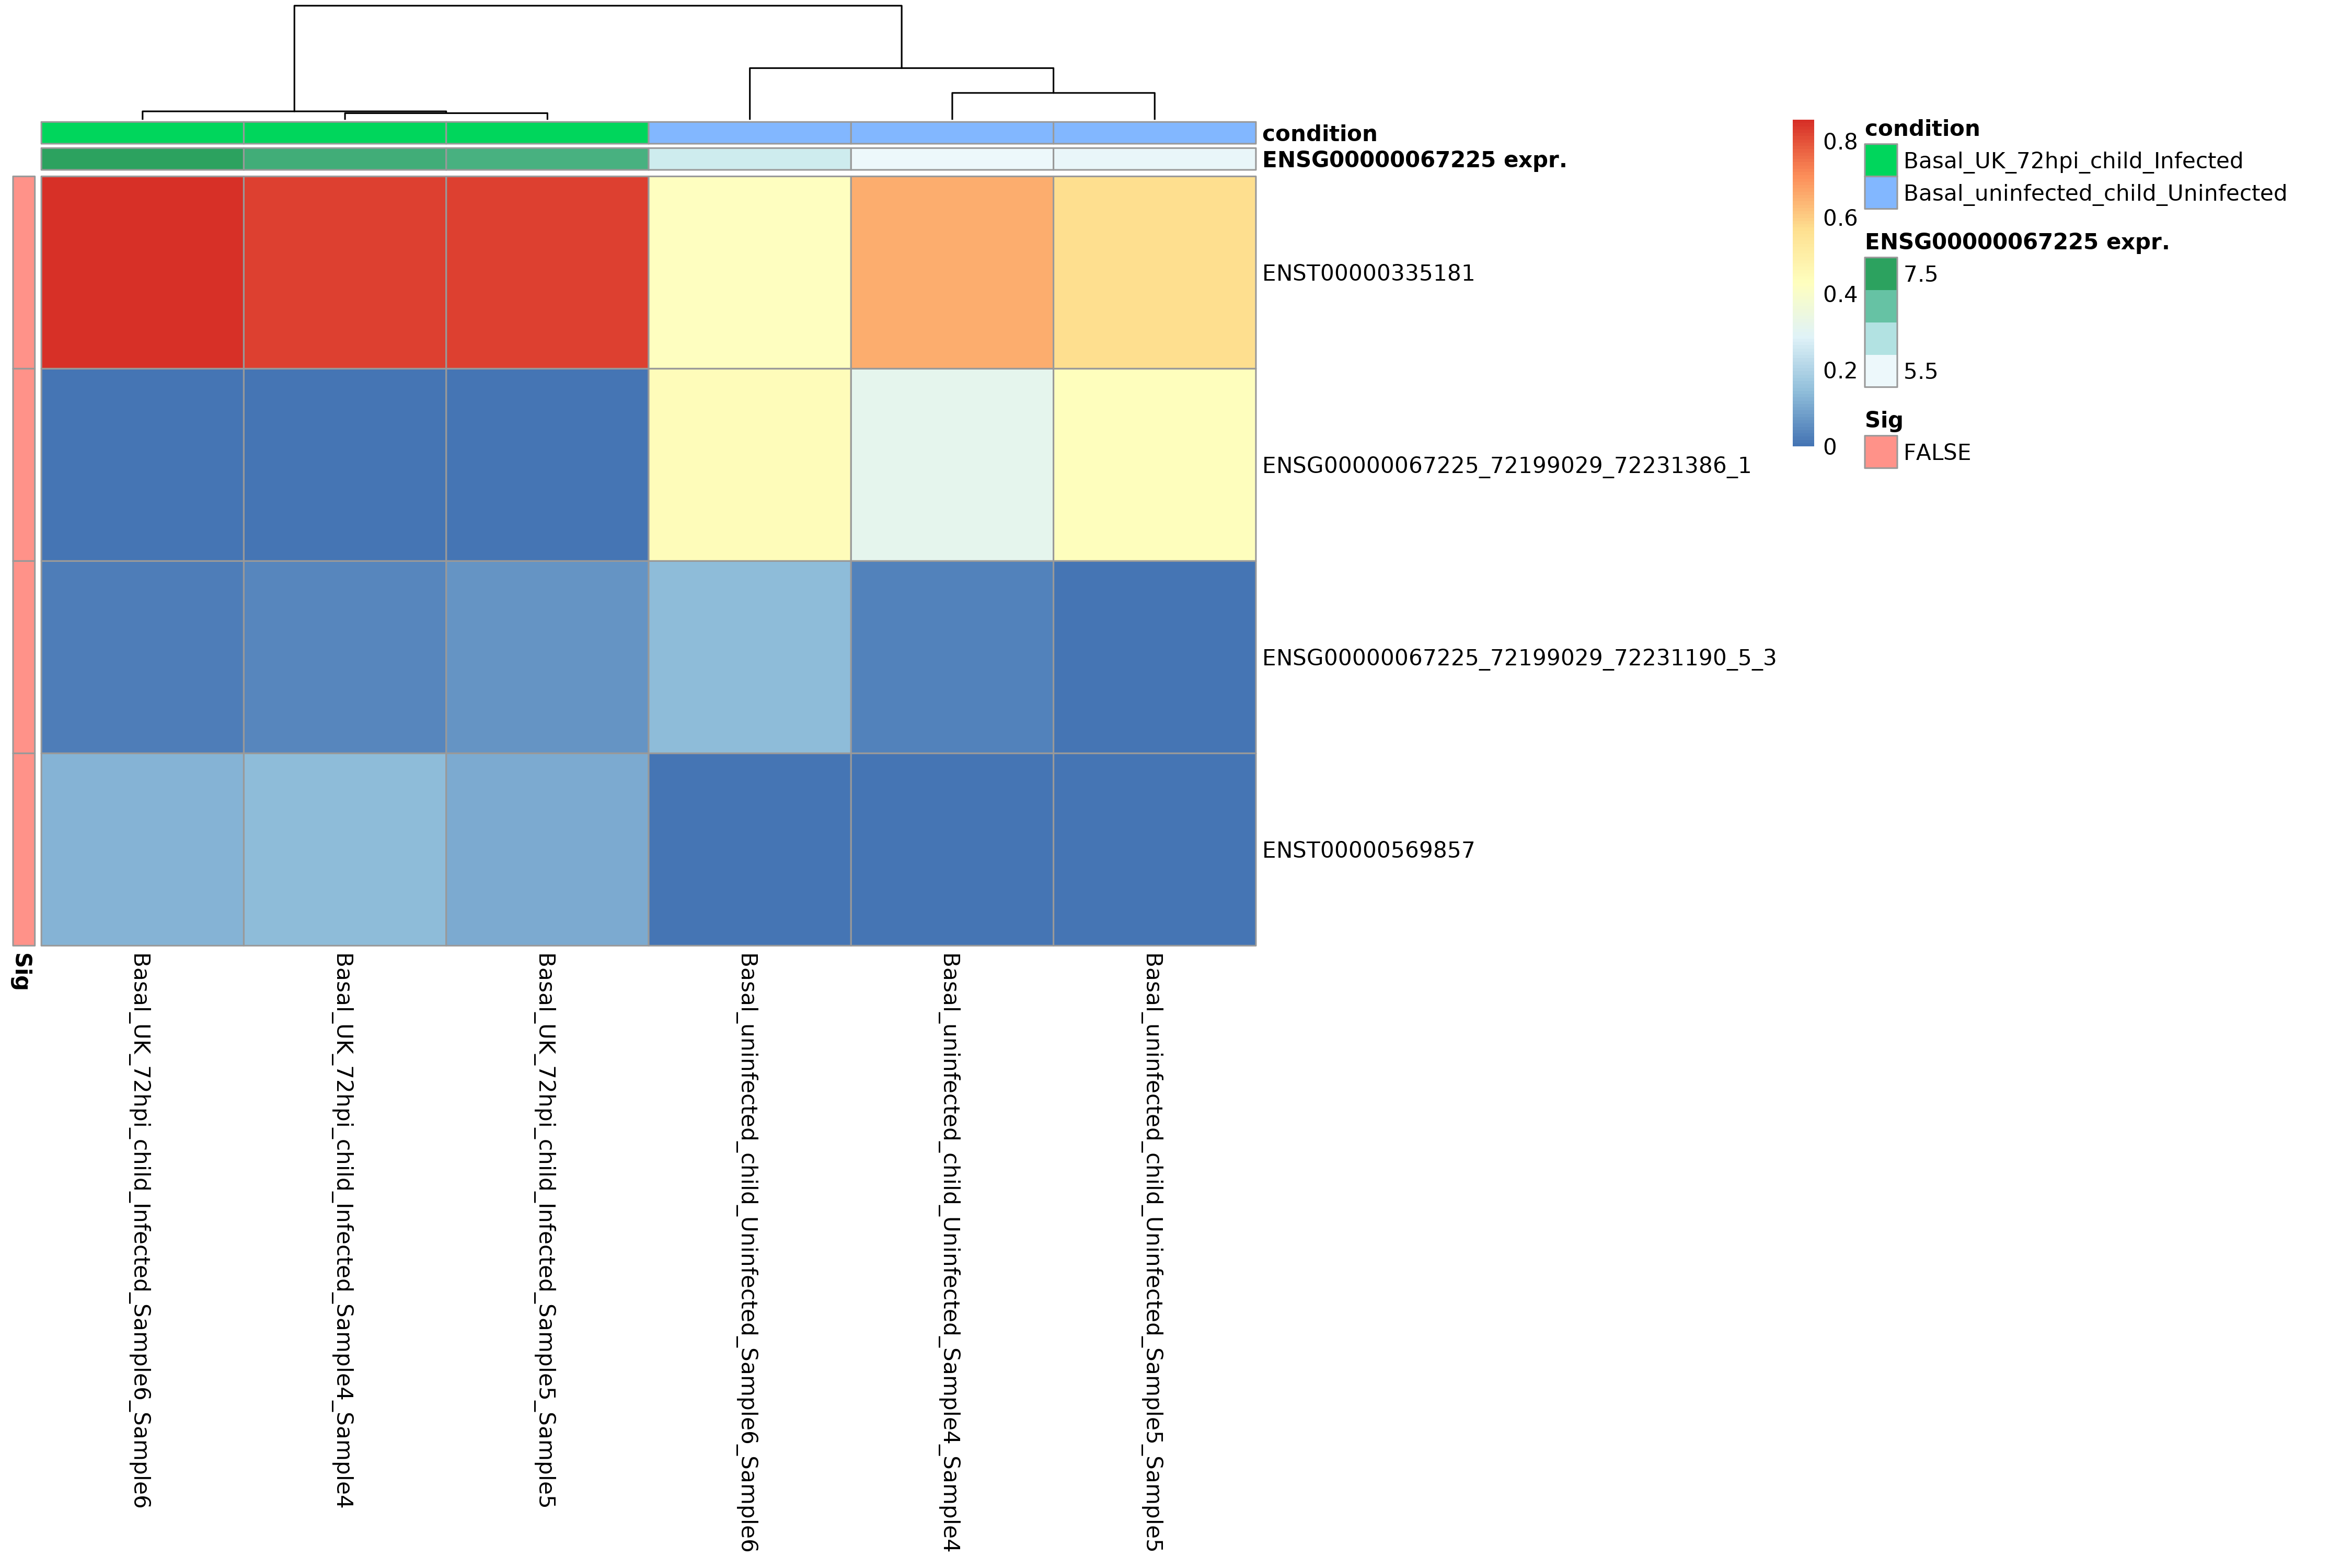 condition
ENSG00000067225 expr.
ENST00000335181
ENSG00000067225_72199029_72231386_1
ENSG00000067225_72199029_72231190_5_3
ENST00000569857
Sig
Basal_UK_72hpi_child_Infected_Sample6_Sample6
Basal_UK_72hpi_child_Infected_Sample4_Sample4
Basal_UK_72hpi_child_Infected_Sample5_Sample5
Basal_uninfected_child_Uninfected_Sample6_Sample6
Basal_uninfected_child_Uninfected_Sample4_Sample4
Basal_uninfected_child_Uninfected_Sample5_Sample5
0.8
0.6
0.4
0.2
0
condition
Basal_UK_72hpi_child_Infected
Basal_uninfected_child_Uninfected
ENSG00000067225 expr.
7.5
5.5
Sig
FALSE